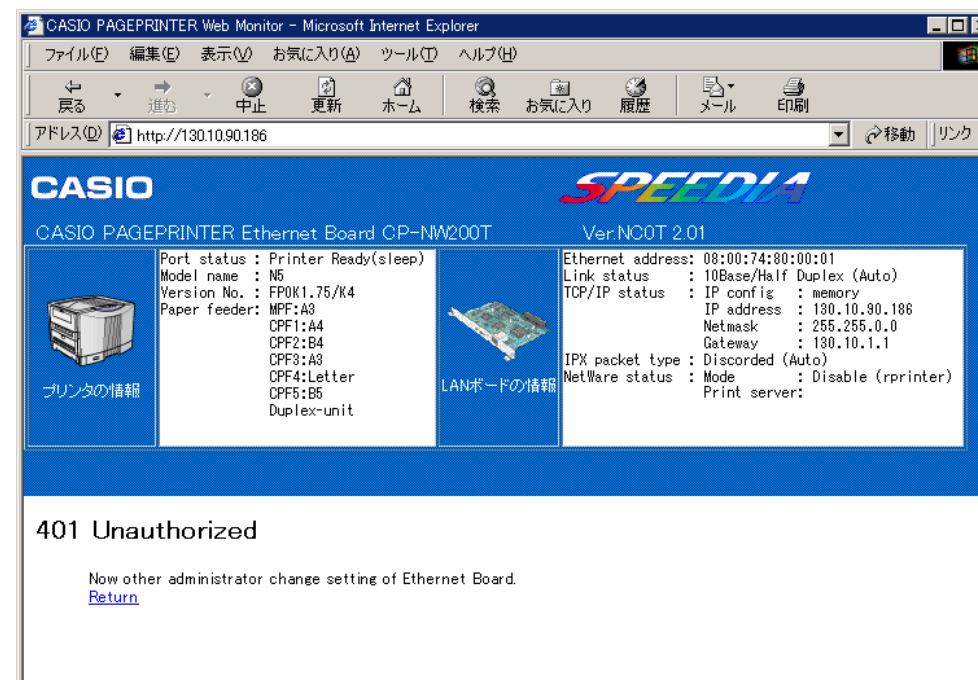 CASIO PAGEPRINTER Web Monitor - Microsoft Internet Explorer
ファイル(F) 編集(E) 表示(V) お気に入り(A) ツール(T) ヘルプ(H)
戻る 進む 中止 更新 ホーム 検索 お気に入り 履歴 メール 印刷
アドレス(D) http://130.10.90.186 移動 リンク
CASIO SPEEDIA
CASIO PAGEPRINTER Ethernet Board CP-NW200T Ver.NC0T 2.01
プリンタの情報
Port status : Printer Ready(sleep)
Model name : N5
Version No. : FP0K1.75/K4
Paper feeder: MPF:A3
CPF1:A4
CPF2:B4
CPF3:A3
CPF4:Letter
CPF5:B5
Duplex-unit
LANボードの情報
Ethernet address: 08:00:74:80:00:01
Link status : 10Base/Half Duplex (Auto)
TCP/IP status : IP config : memory
IP address : 130.10.90.186
Netmask : 255.255.0.0
Gateway : 130.10.1.1
IPX packet type : Discorded (Auto)
NetWare status : Mode : Disable (rprinter)
Print server:
401 Unauthorized
Now other administrator change setting of Ethernet Board.
Return